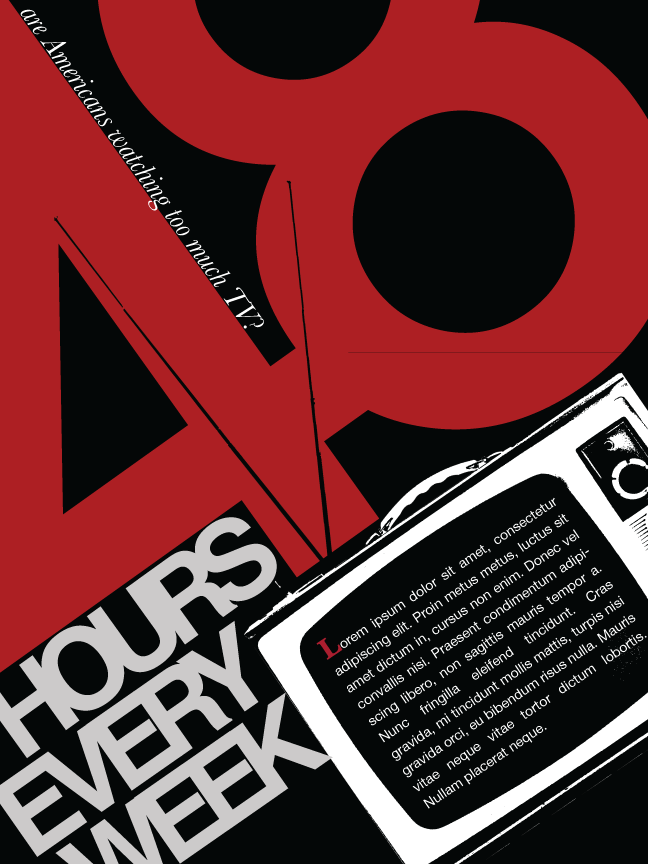 are Americans watching too much TV?
48
HOURS
EVERY
WEEK
Lorem ipsum dolor sit amet, consectetur
adipiscing elit. Proin metus metus, luctus sit
amet dictum in, cursus non enim. Donec vel
convallis nisl. Praesent condimentum adipi-
scing libero, non sagittis mauris tempor a.
Nunc fringilla eleifend tincidunt. Cras
gravida, mi tincidunt mollis mattis, turpis nisi
gravida orci, eu bibendum risus nulla. Mauris
vitae neque vitae tortor dictum lobortis.
Nullam placerat neque.